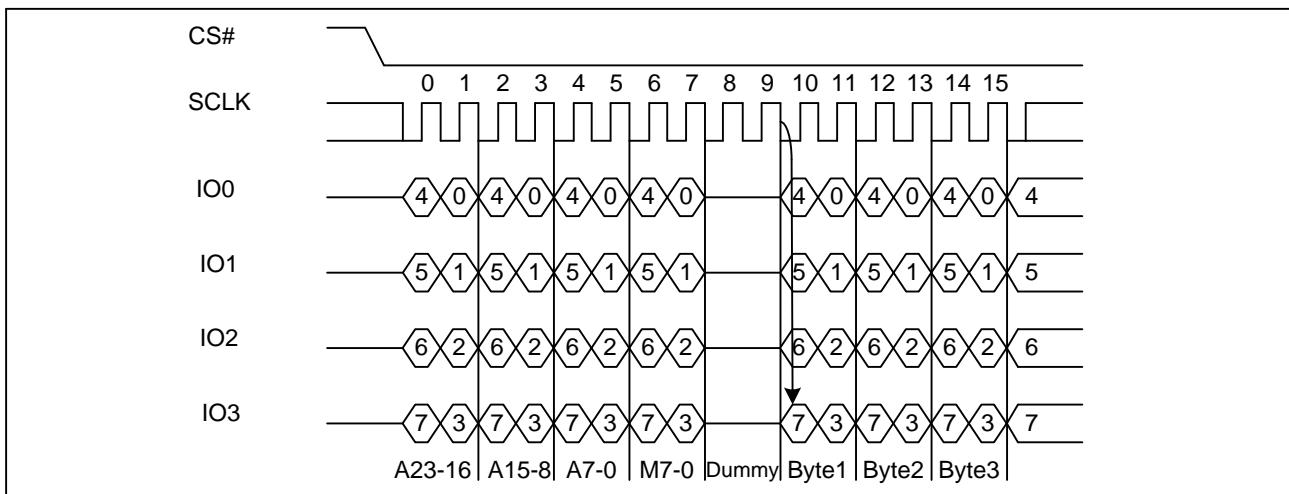 CS#
0 1 2 3 4 5 6 7 8 9 10 11 12 13 14 15
SCLK
IO0 4 0 4 0 4 0 4 0 4 0 4 0 4 0 4
IO1 5 1 5 1 5 1 5 1 5 1 5 1 5 1 5
IO2 6 2 6 2 6 2 6 2 6 2 6 2 6 2 6
IO3 7 3 7 3 7 3 7 3 7 3 7 3 7 3 7
A23-16 A15-8 A7-0 M7-0 Dummy Byte1 Byte2 Byte3